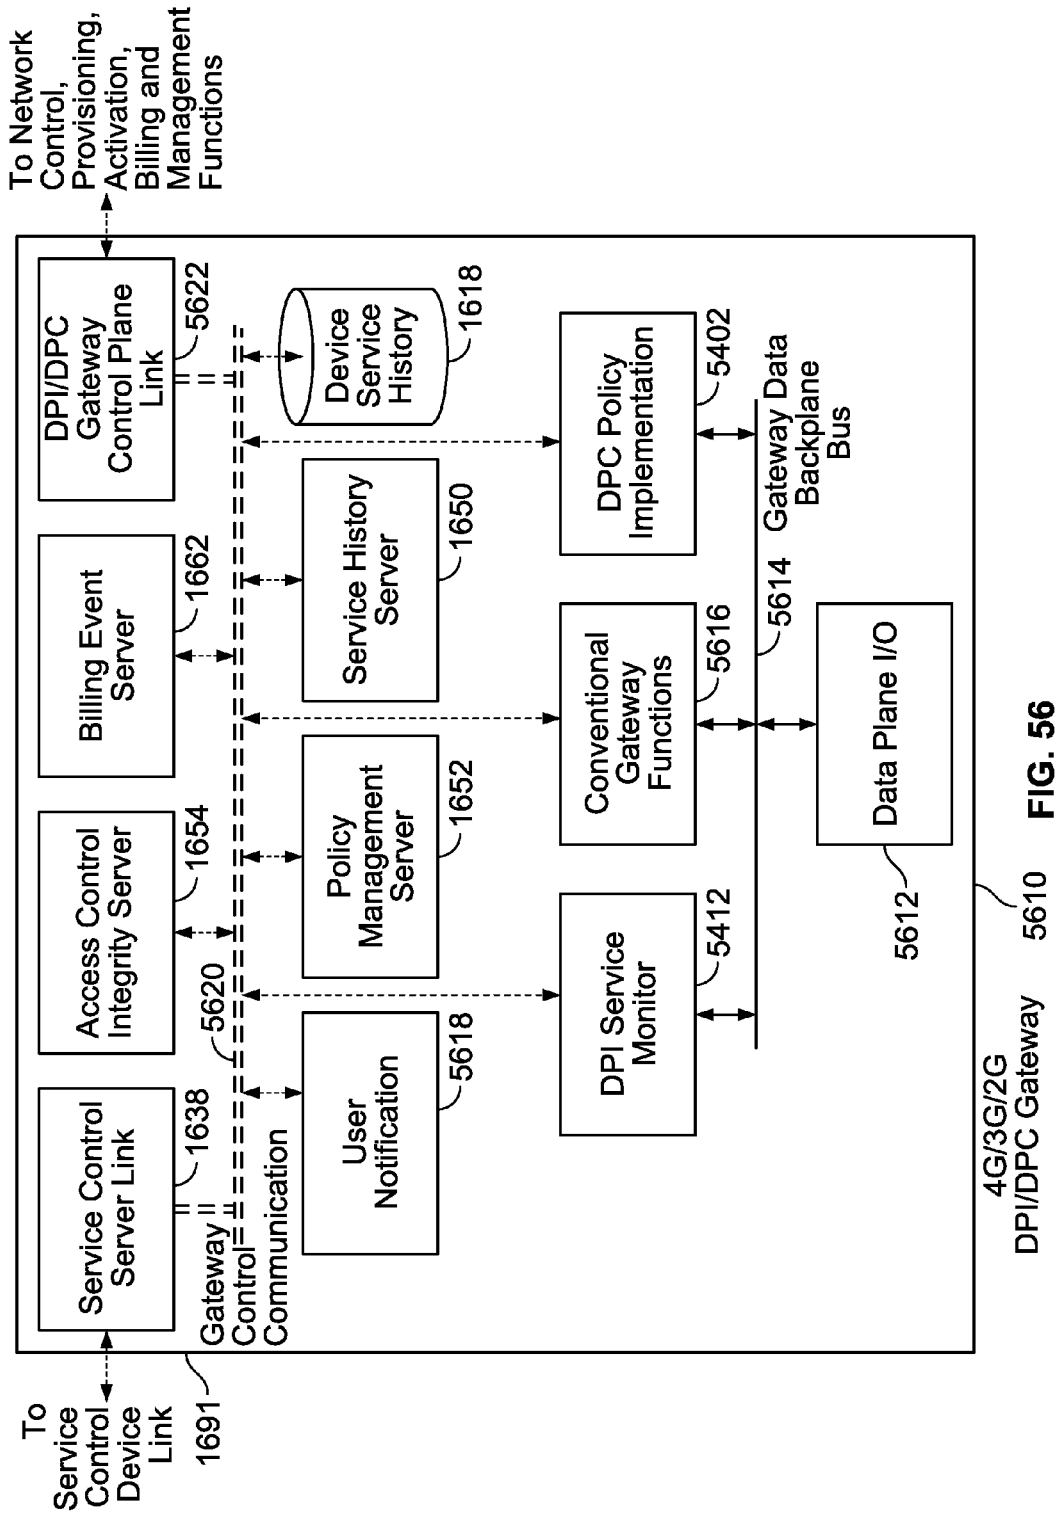 To
Service
Control
Device
Link
1691
Service Control
Server Link
1638
Access Control
Integrity Server
1654
Billing Event
Server
1662
DPI/DPC
Gateway
Control Plane
Link
5622
To Network
Control,
Provisioning,
Activation,
Billing and
Management
Functions
Gateway
Control
Communication
5620
User
Notification
5618
Policy
Management
Server
1652
Service History
Server
1650
Device
Service
History
1618
DPI Service
Monitor
5412
Conventional
Gateway
Functions
5616
DPC Policy
Implementation
5402
5614
Gateway Data
Backplane
Bus
Data Plane I/O
5612
4G/3G/2G
DPI/DPC Gateway
5610
FIG. 56